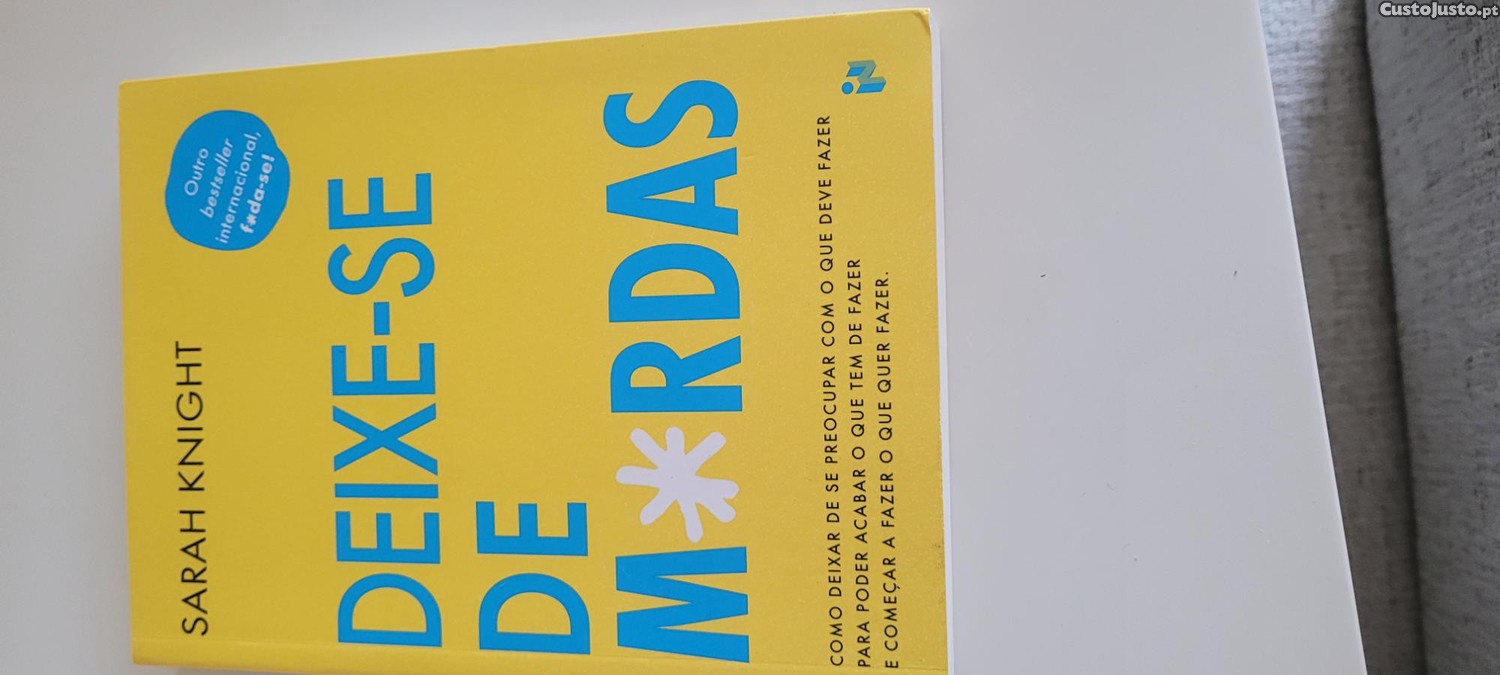 CustoJusto.pt
SARAH KNIGHT
Outro
bestseller
internacional,
f*da-se!
DEIXE-SE
DE
M*RDAS
COMO DEIXAR DE SE PREOCUPAR COM O QUE DEVE FAZER
PARA PODER ACABAR O QUE TEM DE FAZER
E COMEÇAR A FAZER O QUE QUER FAZER.
iN